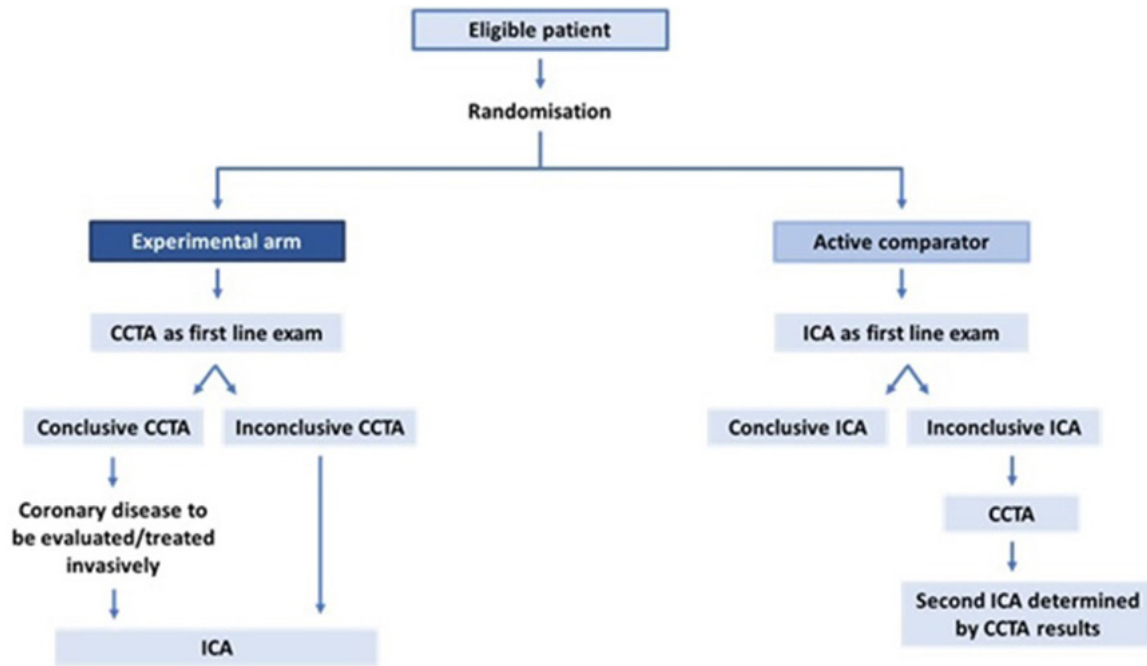 Eligible patient
Randomisation
Experimental arm
Active comparator
CCTA as first line exam
ICA as first line exam
Conclusive CCTA
Inconclusive CCTA
Conclusive ICA
Inconclusive ICA
Coronary disease to
be evaluated/treated
invasively
CCTA
ICA
Second ICA determined
by CCTA results